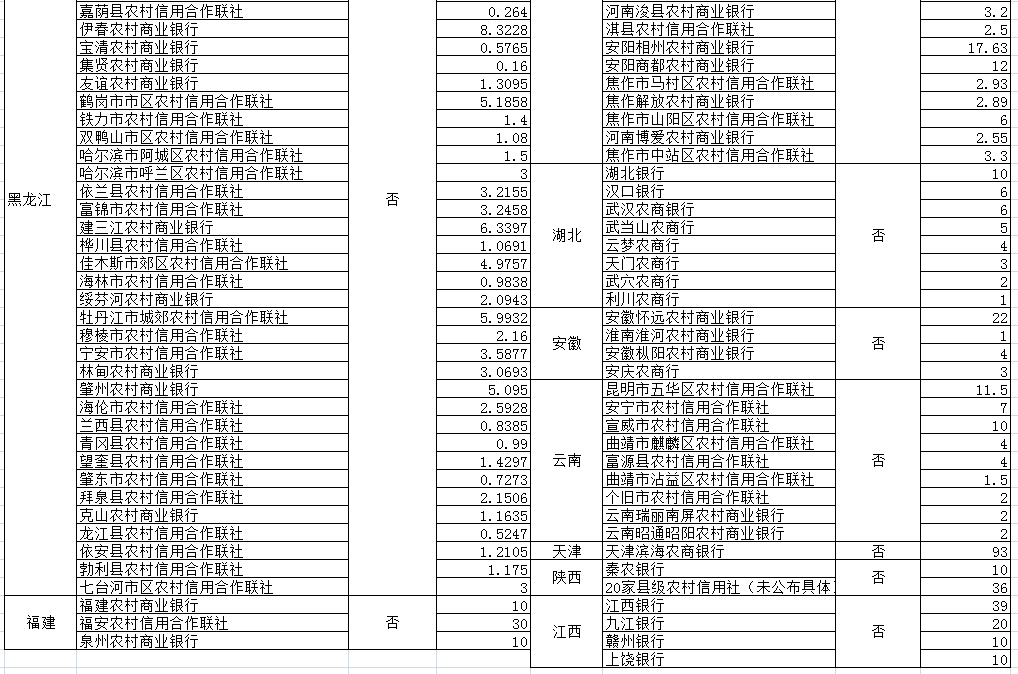 黑龙江
否
嘉荫县农村信用合作联社 0.264
伊春农村商业银行 8.3228
宝清农村商业银行 0.5765
集贤农村商业银行 0.16
友谊农村商业银行 1.3095
鹤岗市市区农村信用合作联社 5.1858
铁力市农村信用合作联社 1.4
双鸭山市区农村信用合作联社 1.08
哈尔滨市阿城区农村信用合作联社 1.5
哈尔滨市呼兰区农村信用合作联社 3
依兰县农村信用合作联社 3.2155
富锦市农村信用合作联社 3.2458
建三江农村商业银行 6.3397
桦川县农村信用合作联社 1.0691
佳木斯市郊区农村信用合作联社 4.9757
海林市农村信用合作联社 0.9838
绥芬河农村商业银行 2.0943
牡丹江市城郊农村信用合作联社 5.9932
穆棱市农村信用合作联社 2.16
宁安市农村信用合作联社 3.5877
林甸农村商业银行 3.0693
肇州农村商业银行 5.095
海伦市农村信用合作联社 2.5928
兰西县农村信用合作联社 0.8385
青冈县农村信用合作联社 0.99
望奎县农村信用合作联社 1.4297
肇东市农村信用合作联社 0.7273
拜泉县农村信用合作联社 2.1506
克山农村商业银行 1.1635
龙江县农村信用合作联社 0.5247
依安县农村信用合作联社 1.2105
勃利县农村信用合作联社 1.175
七台河市区农村信用合作联社 3
福建
否
福建农村商业银行 10
福安农村信用合作联社 30
泉州农村商业银行 10
河南浚县农村商业银行 3.2
淇县农村信用合作联社 2.5
安阳相州农村商业银行 17.63
安阳商都农村商业银行 12
焦作市马村区农村信用合作联社 2.93
焦作解放农村商业银行 2.89
焦作市山阳区农村信用合作联社 6
河南博爱农村商业银行 2.55
焦作市中站区农村信用合作联社 3.3
湖北
否
湖北银行 10
汉口银行 6
武汉农商银行 6
武当山农商行 5
云梦农商行 4
天门农商行 3
武穴农商行 2
利川农商行 1
安徽
否
安徽怀远农村商业银行 22
淮南淮河农村商业银行 1
安徽枞阳农村商业银行 4
安庆农商行 3
云南
否
昆明市五华区农村信用合作联社 11.5
安宁市农村信用合作联社 7
宣威市农村信用合作联社 10
曲靖市麒麟区农村信用合作联社 4
富源县农村信用合作联社 4
曲靖市沾益区农村信用合作联社 1.5
个旧市农村信用合作联社 2
云南瑞丽南屏农村商业银行 2
云南昭通昭阳农村商业银行 2
天津 天津滨海农商银行 否 93
陕西
否
秦农银行 10
20家县级农村信用社（未公布具体 36
江西
否
江西银行 39
九江银行 20
赣州银行 10
上饶银行 10